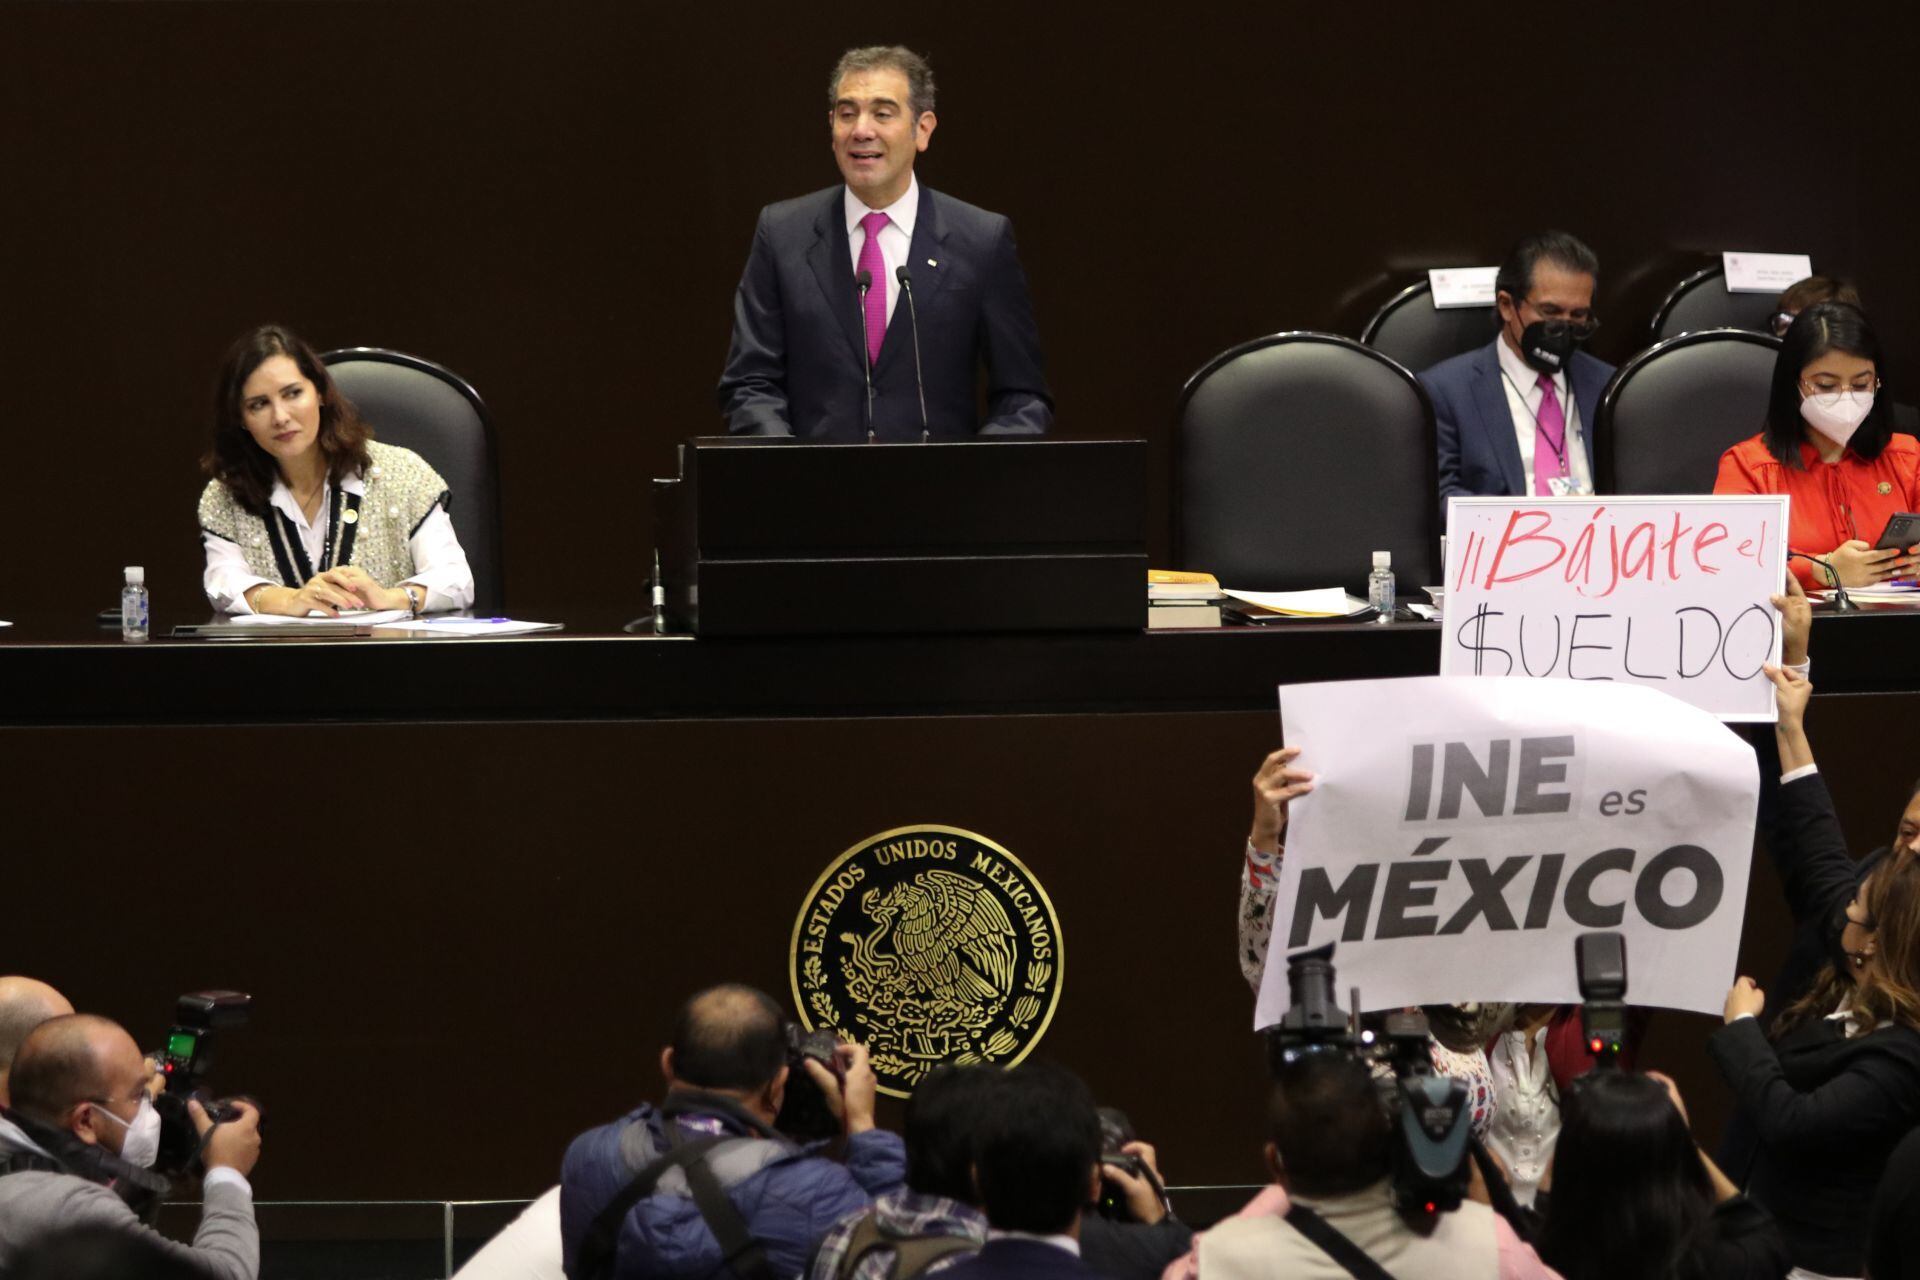 ¡¡Bájate el
$UELDO
INE es
MÉXICO
ESTADOS UNIDOS MEXICANOS